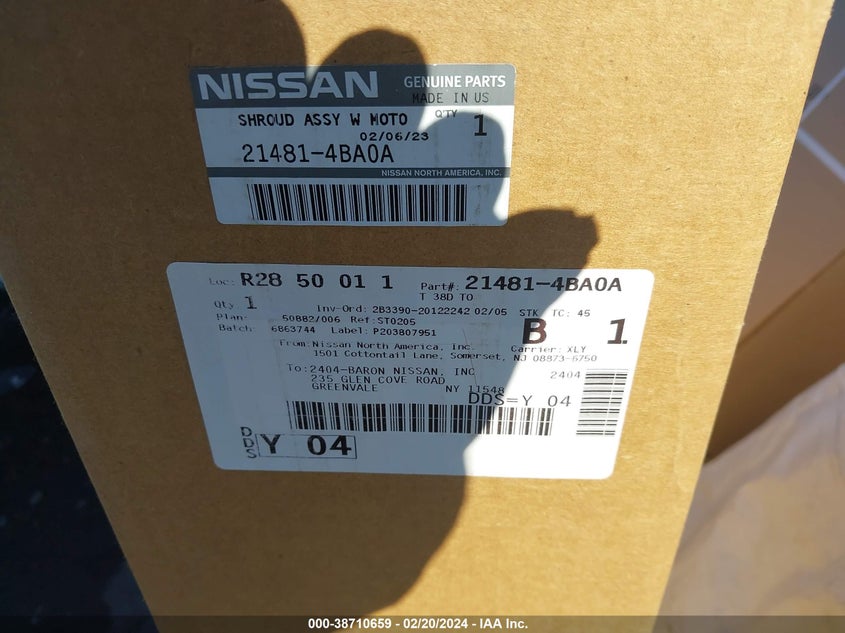 NISSAN GENUINE PARTS
MADE IN US
SHROUD ASSY W MOTO Q'TY 1
02/06/23
21481-4BA0A
NISSAN NORTH AMERICA, INC.
Loc: R28 50 01 1 Part#: 21481-4BA0A
T 38D TO
Qty 1
Inv-Ord: 2B3390-20122242 02/05 STK TC: 45
Plan: 50882/006 Ref: ST0205
Batch 6863744 Label: P203807951 B 1
From: Nissan North America, Inc. Carrier: XLY
1501 Cottontail Lane, Somerset, NJ 08873-6750
To: 2404-BARON NISSAN, INC 2404
235 GLEN COVE ROAD
GREENVALE NY 11548
DDS=Y 04
DDS Y 04
000-38710659 - 02/20/2024 - IAA Inc.